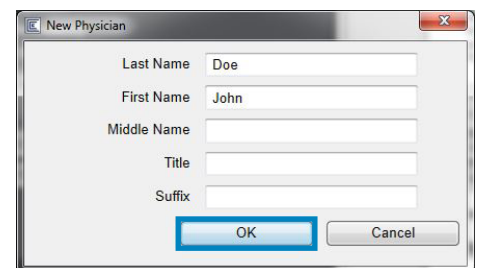 New Physician
Last Name Doe
First Name John
Middle Name
Title
Suffix
OK Cancel